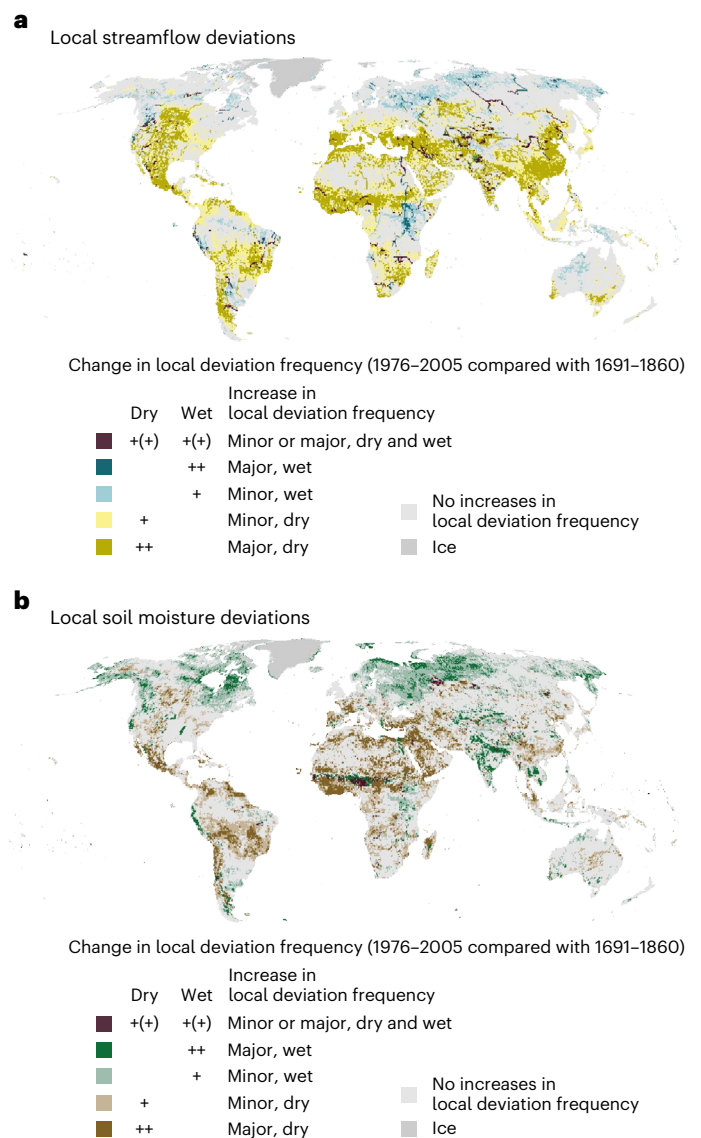 a
Local streamflow deviations
Change in local deviation frequency (1976–2005 compared with 1691–1860)
Increase in
Dry Wet local deviation frequency
+(+) +(+) Minor or major, dry and wet
++ Major, wet
+ Minor, wet
+ Minor, dry
++ Major, dry
No increases in
local deviation frequency
Ice
b
Local soil moisture deviations
Change in local deviation frequency (1976–2005 compared with 1691–1860)
Increase in
Dry Wet local deviation frequency
+(+) +(+) Minor or major, dry and wet
++ Major, wet
+ Minor, wet
+ Minor, dry
++ Major, dry
No increases in
local deviation frequency
Ice